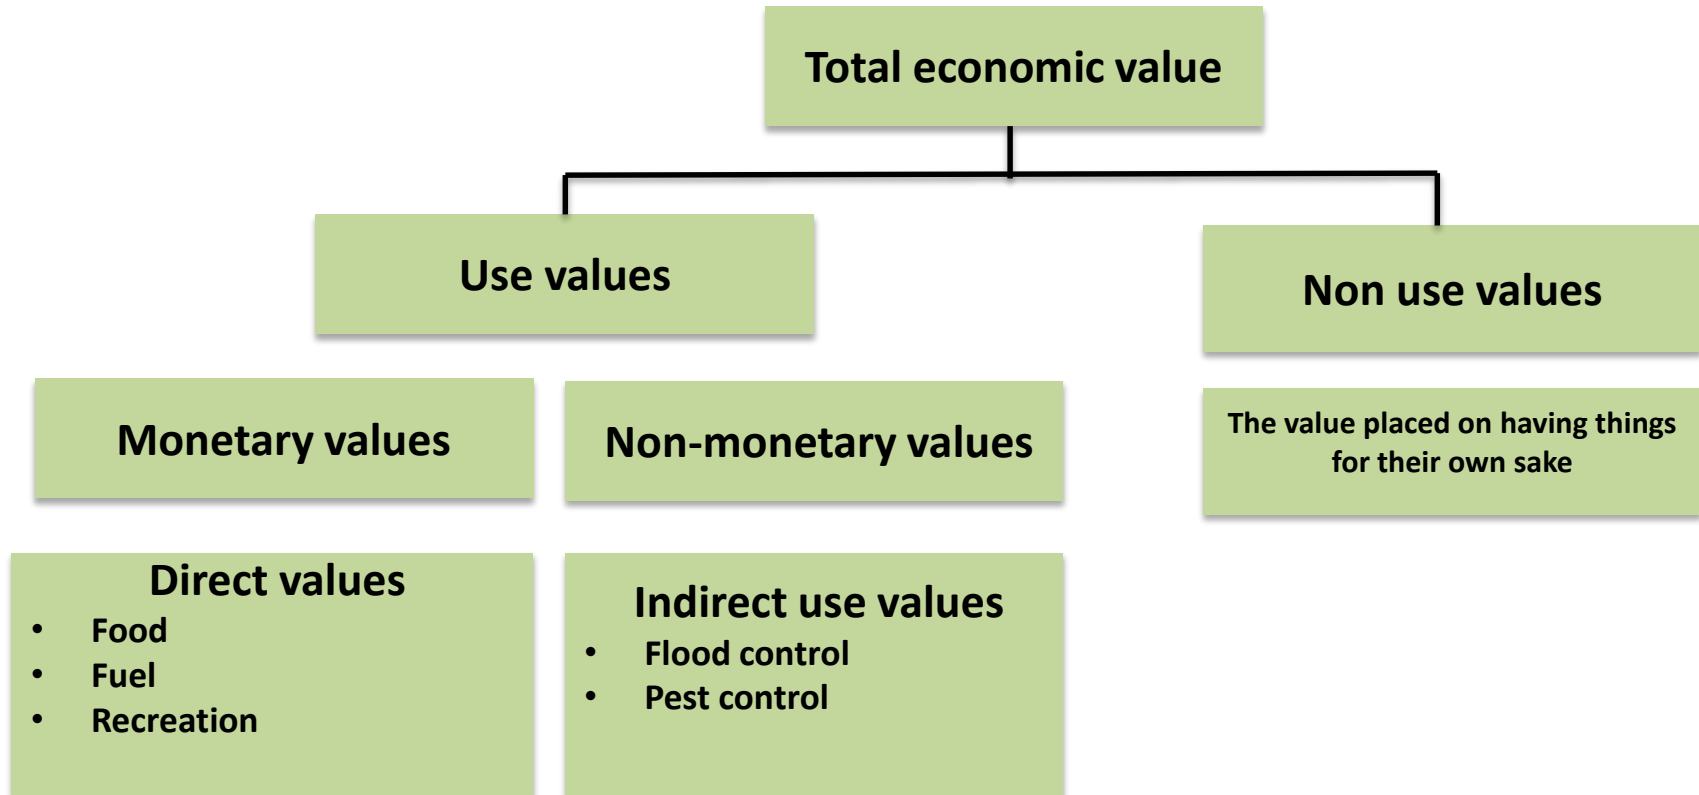 Total economic value
Use values
Non use values
Monetary values
Non-monetary values
The value placed on having things
for their own sake
Direct values
• Food
• Fuel
• Recreation
Indirect use values
• Flood control
• Pest control